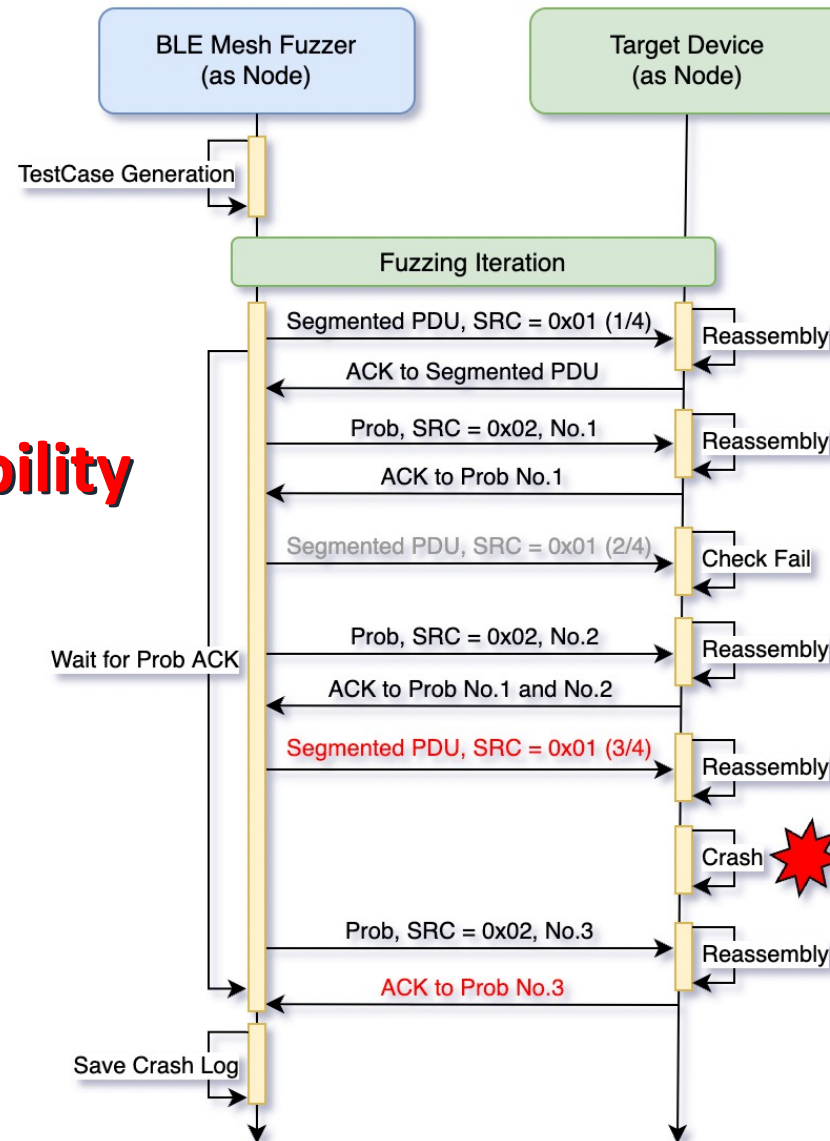 BLE Mesh Fuzzer
(as Node)
Target Device
(as Node)
TestCase Generation
Fuzzing Iteration
Segmented PDU, SRC = 0x01 (1/4)
Reassembly
ACK to Segmented PDU
Prob, SRC = 0x02, No.1
Reassembly
bility
ACK to Prob No.1
Segmented PDU, SRC = 0x01 (2/4)
Check Fail
Prob, SRC = 0x02, No.2
Reassembly
Wait for Prob ACK
ACK to Prob No.1 and No.2
Segmented PDU, SRC = 0x01 (3/4)
Reassembly
Crash
Prob, SRC = 0x02, No.3
Reassembly
ACK to Prob No.3
Save Crash Log